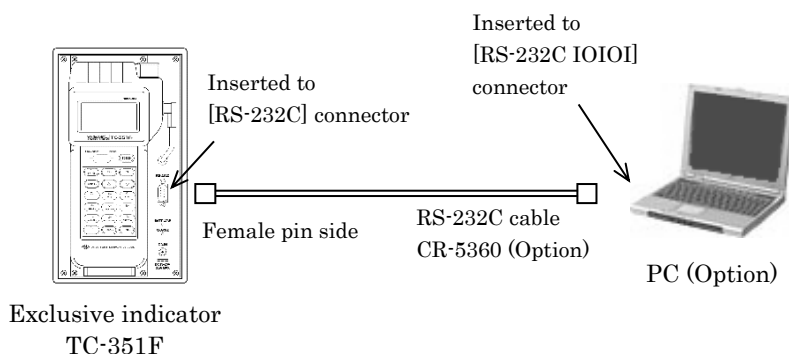 Inserted to
[RS-232C IOIOI]
connector
Inserted to
[RS-232C] connector
Female pin side
RS-232C cable
CR-5360 (Option)
PC (Option)
Exclusive indicator
TC-351F